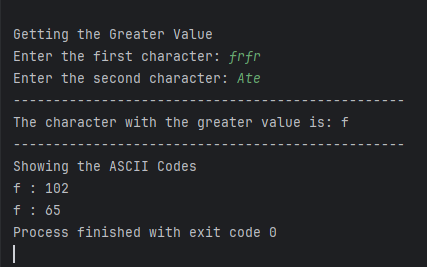 Getting the Greater Value
Enter the first character: frfr
Enter the second character: Ate
-------------------------------------------------
The character with the greater value is: f
-------------------------------------------------
Showing the ASCII Codes
f : 102
f : 65
Process finished with exit code 0